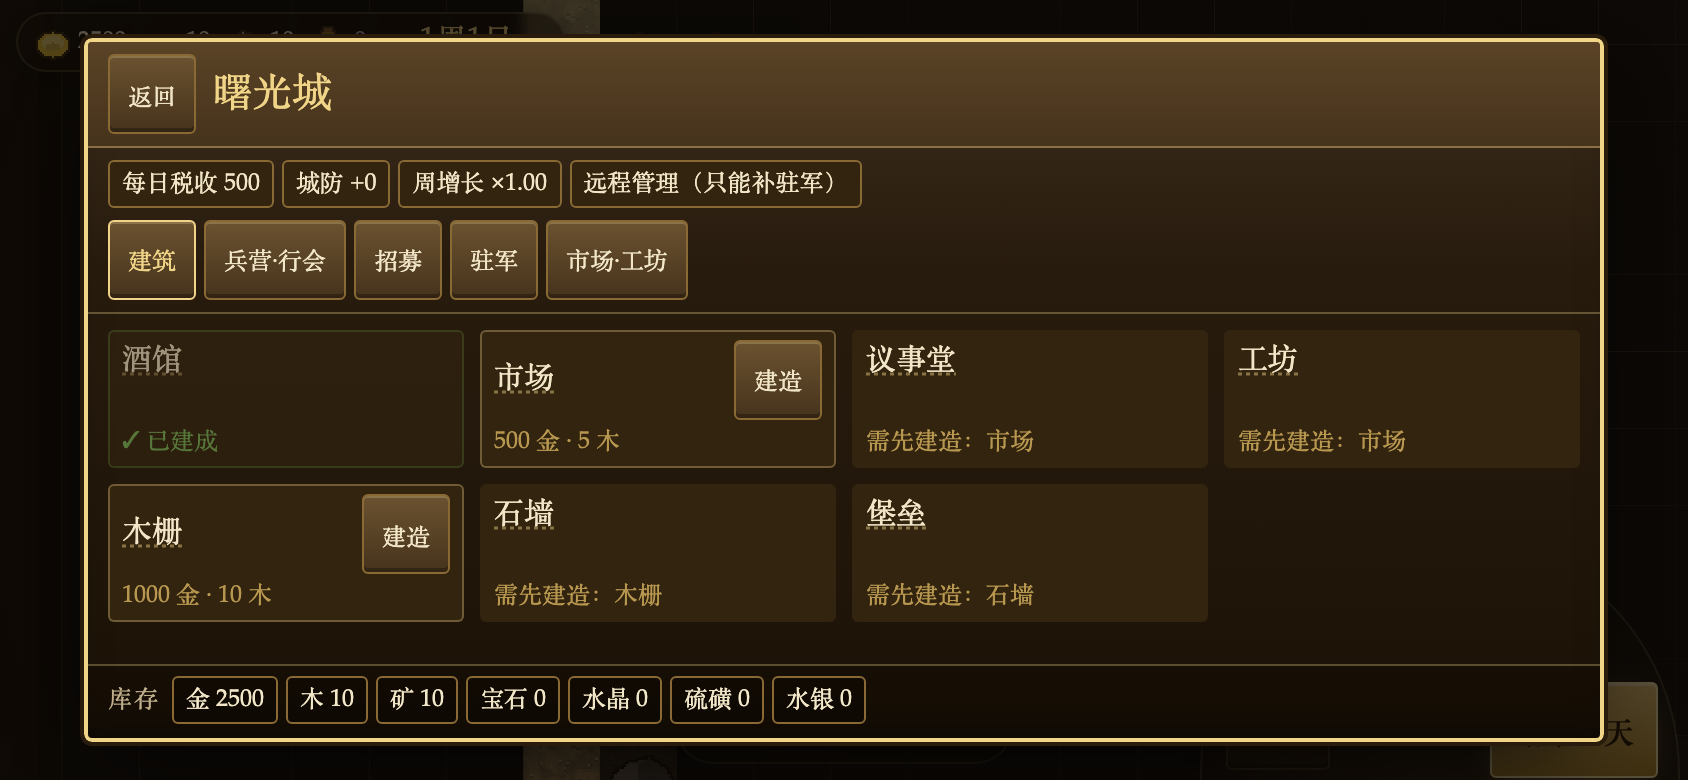 返回 曙光城
每日税收 500 城防 +0 周增长 ×1.00 远程管理（只能补驻军）
建筑 兵营·行会 招募 驻军 市场·工坊
酒馆
✓ 已建成
市场 建造
500 金 · 5 木
议事堂
需先建造：市场
工坊
需先建造：市场
木栅 建造
1000 金 · 10 木
石墙
需先建造：木栅
堡垒
需先建造：石墙
库存 金 2500 木 10 矿 10 宝石 0 水晶 0 硫磺 0 水银 0
天